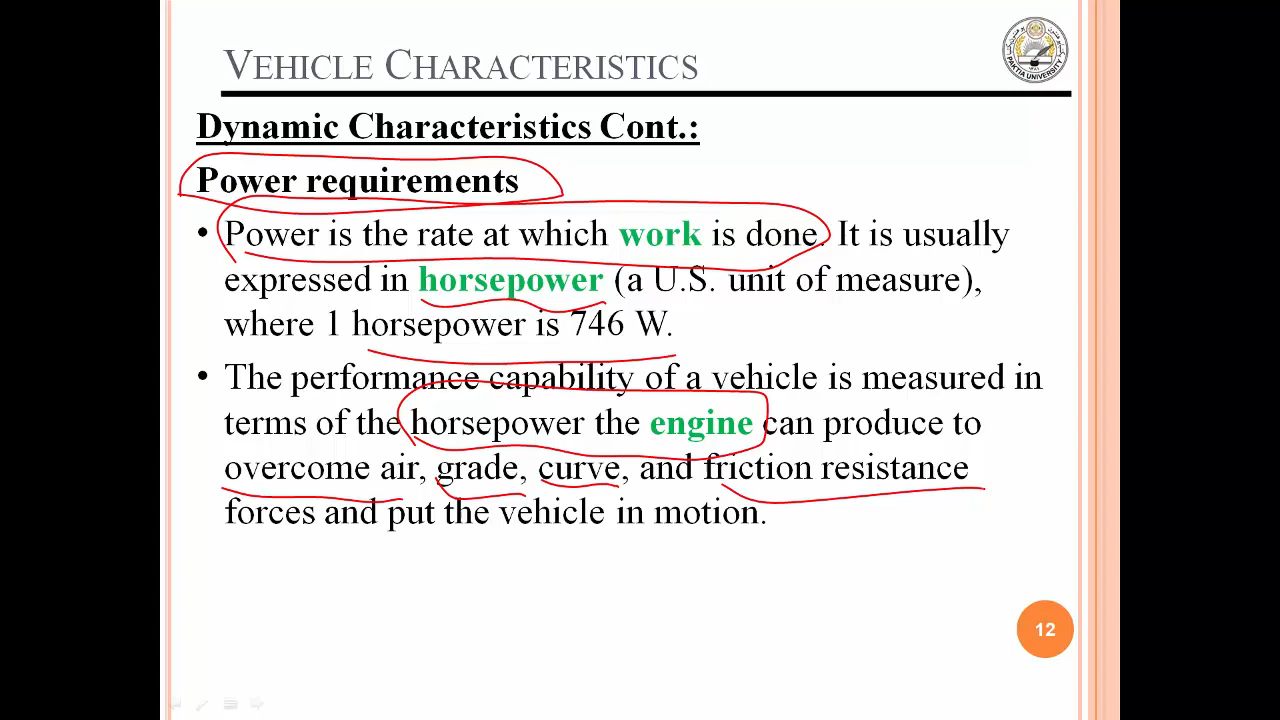 VEHICLE CHARACTERISTICS
PAKTIA UNIVERSITY
Dynamic Characteristics Cont.:
Power requirements
• Power is the rate at which work is done. It is usually
expressed in horsepower (a U.S. unit of measure),
where 1 horsepower is 746 W.
• The performance capability of a vehicle is measured in
terms of the horsepower the engine can produce to
overcome air, grade, curve, and friction resistance
forces and put the vehicle in motion.
12